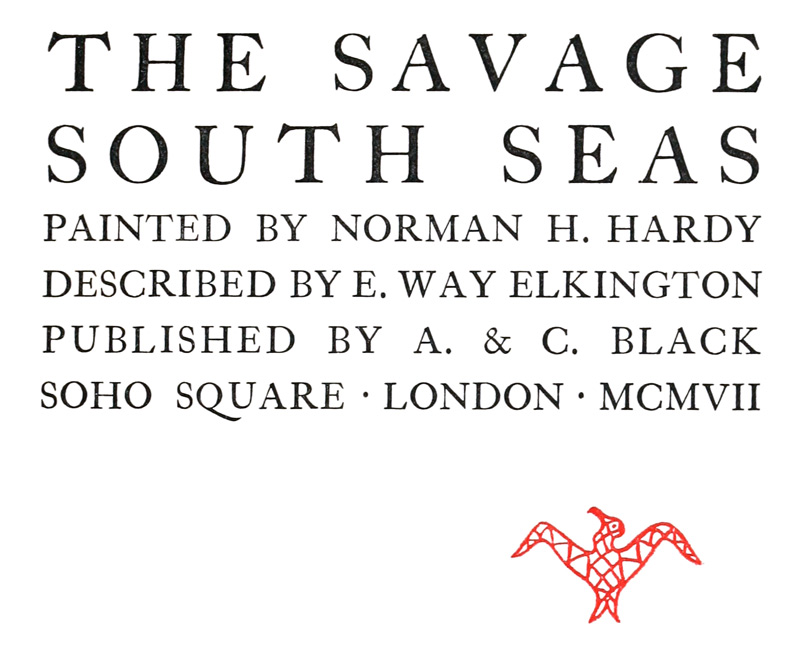 THE SAVAGE
SOUTH SEAS
PAINTED BY NORMAN H. HARDY
DESCRIBED BY E. WAY ELKINGTON
PUBLISHED BY A. & C. BLACK
SOHO SQUARE · LONDON · MCMVII